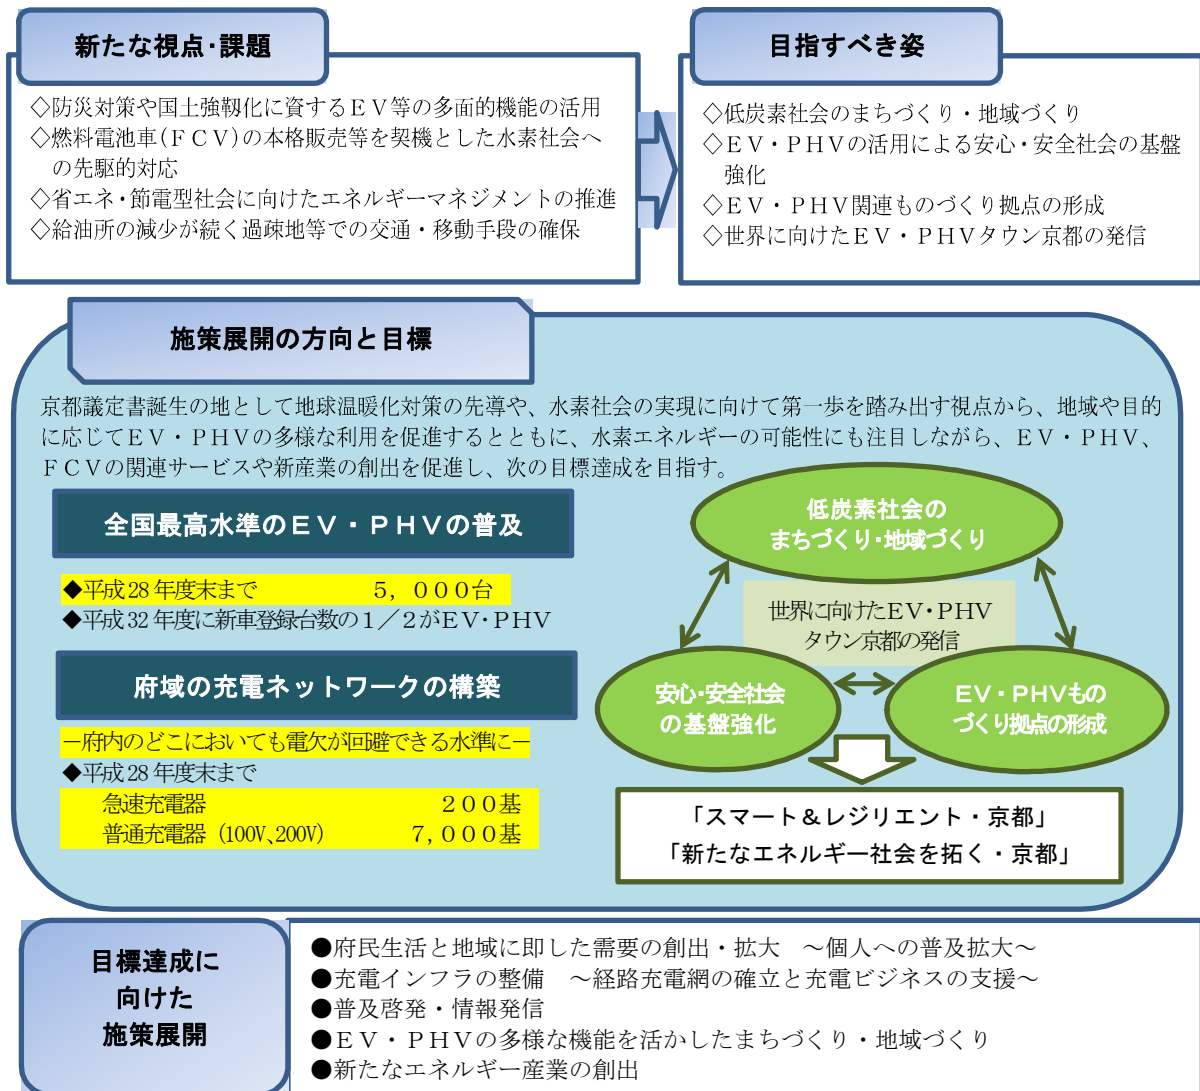 新たな視点･課題
◇防災対策や国土強靱化に資するＥＶ等の多面的機能の活用
◇燃料電池車(ＦＣＶ)の本格販売等を契機とした水素社会へ
の先駆的対応
◇省エネ・節電型社会に向けたエネルギーマネジメントの推進
◇給油所の減少が続く過疎地等での交通・移動手段の確保
目指すべき姿
◇低炭素社会のまちづくり・地域づくり
◇ＥＶ・ＰＨＶの活用による安心・安全社会の基盤
強化
◇ＥＶ・ＰＨＶ関連ものづくり拠点の形成
◇世界に向けたＥＶ・ＰＨＶタウン京都の発信
施策展開の方向と目標
京都議定書誕生の地として地球温暖化対策の先導や、水素社会の実現に向けて第一歩を踏み出す視点から、地域や目的
に応じてＥＶ・ＰＨＶの多様な利用を促進するとともに、水素エネルギーの可能性にも注目しながら、ＥＶ・ＰＨＶ、
ＦＣＶの関連サービスや新産業の創出を促進し、次の目標達成を目指す。
全国最高水準のＥＶ・ＰＨＶの普及
◆平成 28 年度末まで　５，０００台
◆平成 32 年度に新車登録台数の１／２がＥＶ･ＰＨＶ
府域の充電ネットワークの構築
－府内のどこにおいても電欠が回避できる水準に－
◆平成 28 年度末まで
急速充電器　２００基
普通充電器（100V、200V）　７,０００基
低炭素社会の
まちづくり･地域づくり
世界に向けたＥＶ･ＰＨＶ
タウン京都の発信
安心･安全社会
の基盤強化
ＥＶ・ＰＨＶもの
づくり拠点の形成
「スマート＆レジリエント・京都」
「新たなエネルギー社会を拓く・京都」
目標達成に
向けた
施策展開
●府民生活と地域に即した需要の創出・拡大　～個人への普及拡大～
●充電インフラの整備　～経路充電網の確立と充電ビジネスの支援～
●普及啓発・情報発信
●ＥＶ・ＰＨＶの多様な機能を活かしたまちづくり・地域づくり
●新たなエネルギー産業の創出